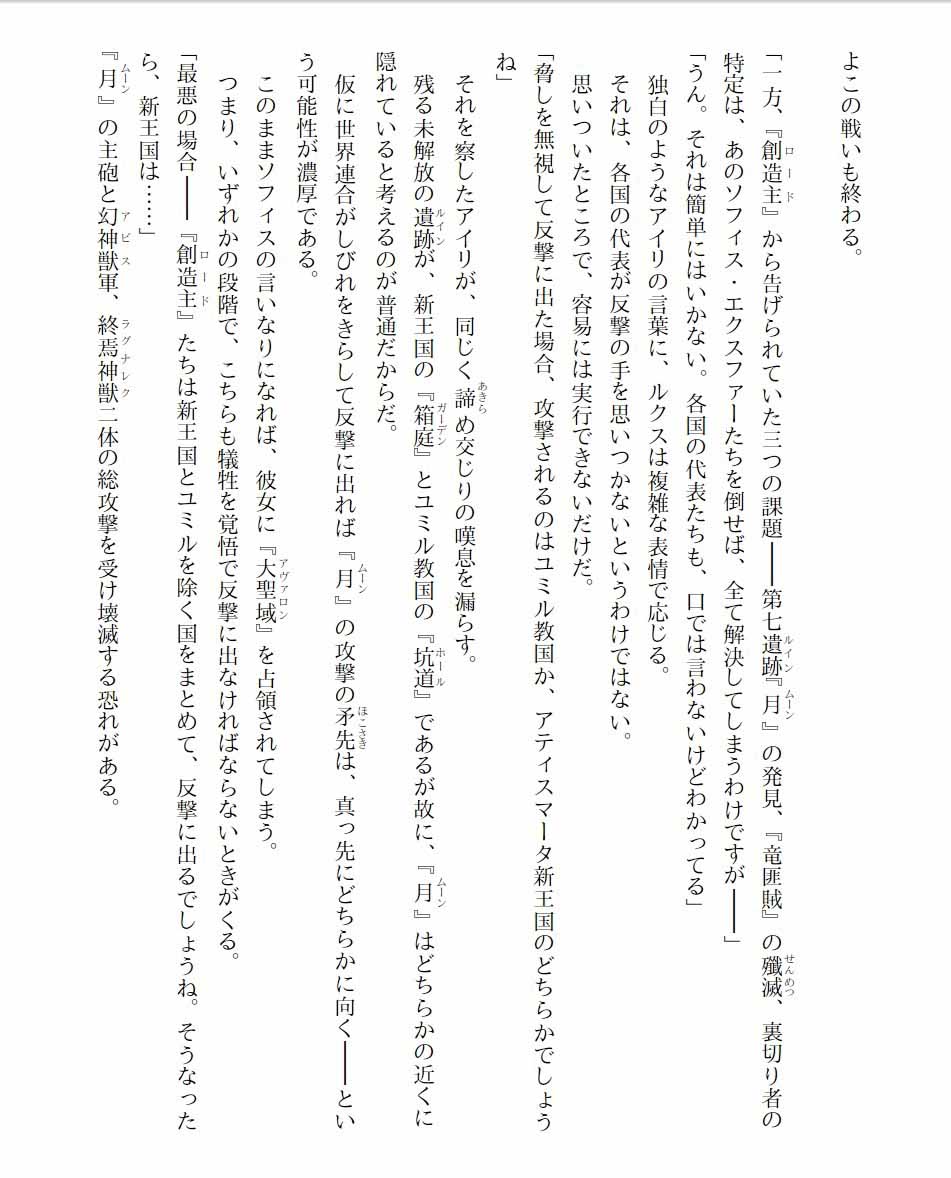 よこの戦いも終わる。
「一方、『創造主』から告げられていた三つの課題――第七遺跡『月』の発見、『竜匪賊』の殲滅、裏切り者の
特定は、あのソフィス・エクスファーたちを倒せば、全て解決してしまうわけですが――」
「うん。それは簡単にはいかない。各国の代表たちも、口では言わないけどわかってる」
独白のようなアイリの言葉に、ルクスは複雑な表情で応じる。
それは、各国の代表が反撃の手を思いつかないというわけではない。
思いついたところで、容易には実行できないだけだ。
「脅しを無視して反撃に出た場合、攻撃されるのはユミル教国か、アティスマータ新王国のどちらかでしょう
ね」
それを察したアイリが、同じく諦め交じりの嘆息を漏らす。
残る未解放の遺跡が、新王国の『箱庭』とユミル教国の『坑道』であるが故に、『月』はどちらかの近くに
隠れていると考えるのが普通だからだ。
仮に世界連合がしびれをきらして反撃に出れば『月』の攻撃の矛先は、真っ先にどちらかに向く――とい
う可能性が濃厚である。
このままソフィスの言いなりになれば、彼女に『大聖域』を占領されてしまう。
つまり、いずれかの段階で、こちらも犠牲を覚悟で反撃に出なければならないときがくる。
「最悪の場合――『創造主』たちは新王国とユミルを除く国をまとめて、反撃に出るでしょうね。そうなった
ら、新王国は……」
『月』の主砲と幻神獣軍、終焉神獣二体の総攻撃を受け壊滅する恐れがある。